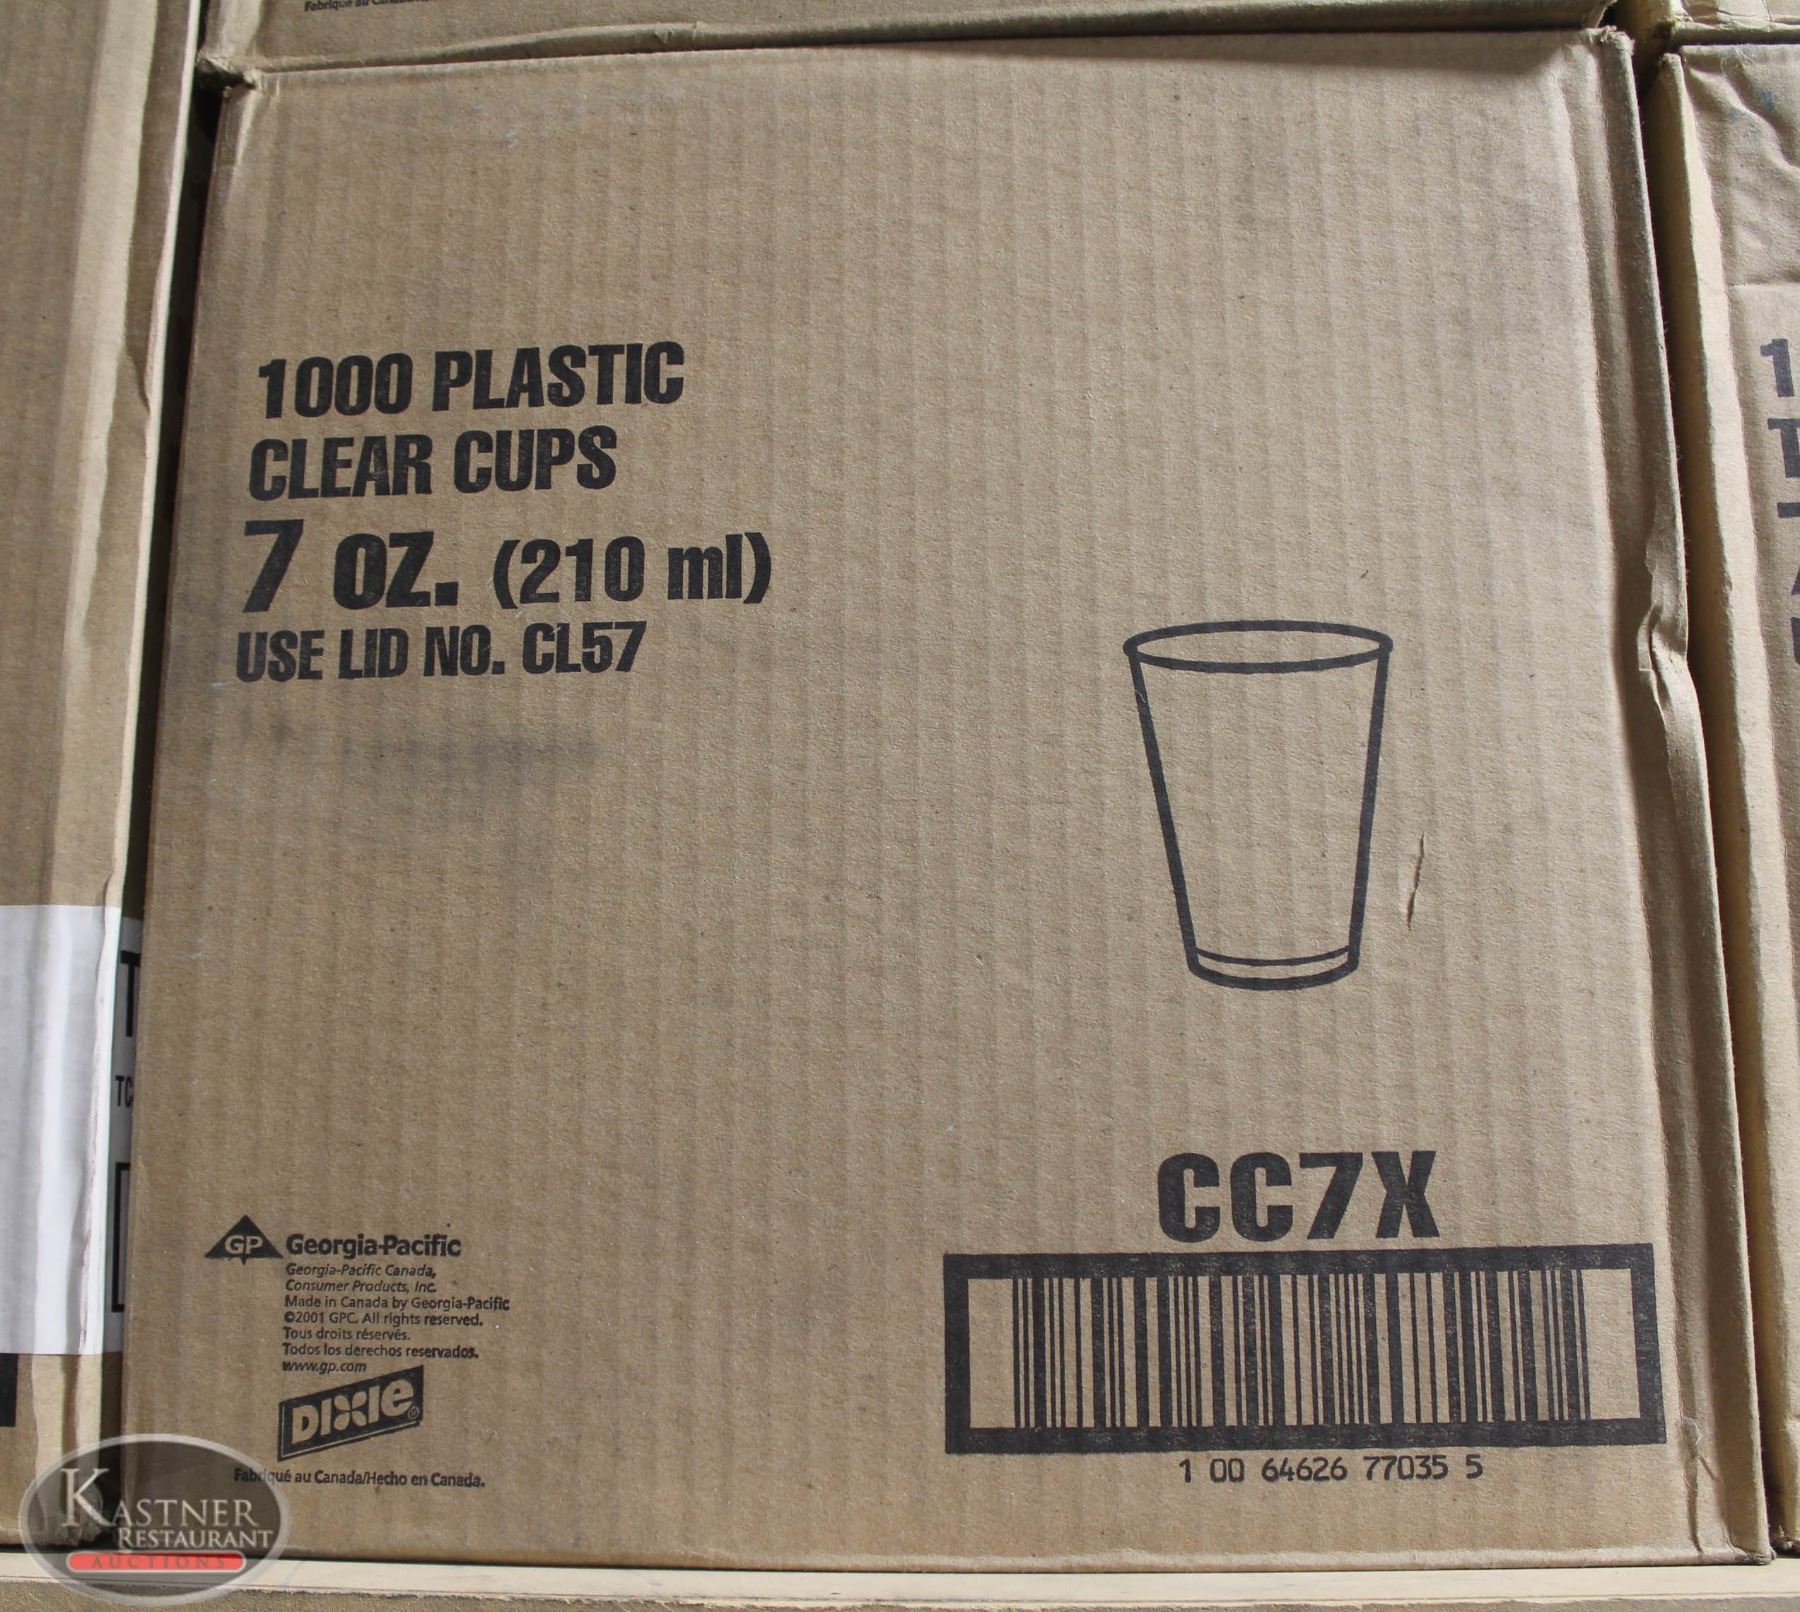 1000 PLASTIC
CLEAR CUPS
7 OZ. (210 ml)
USE LID NO. CL57
CC7X
1 00 64626 77035 5
GP Georgia-Pacific
Georgia-Pacific Canada,
Consumer Products, Inc.
Made in Canada by Georgia-Pacific
©2001 GPC. All rights reserved.
Tous droits réservés.
Todos los derechos reservados.
www.gp.com
DIXIE®
Fabriqué au Canada/Hecho en Canada.
KASTNER
RESTAURANT
AUCTIONS